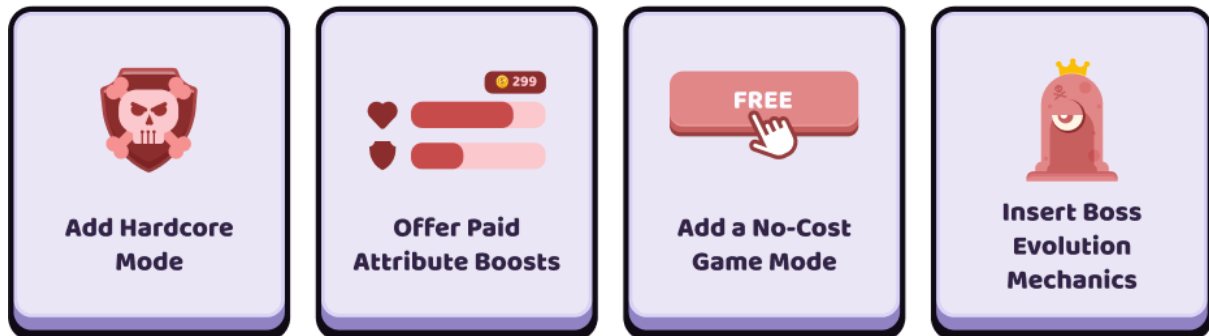 Add Hardcore
Mode
299
Offer Paid
Attribute Boosts
FREE
Add a No-Cost
Game Mode
Insert Boss
Evolution
Mechanics